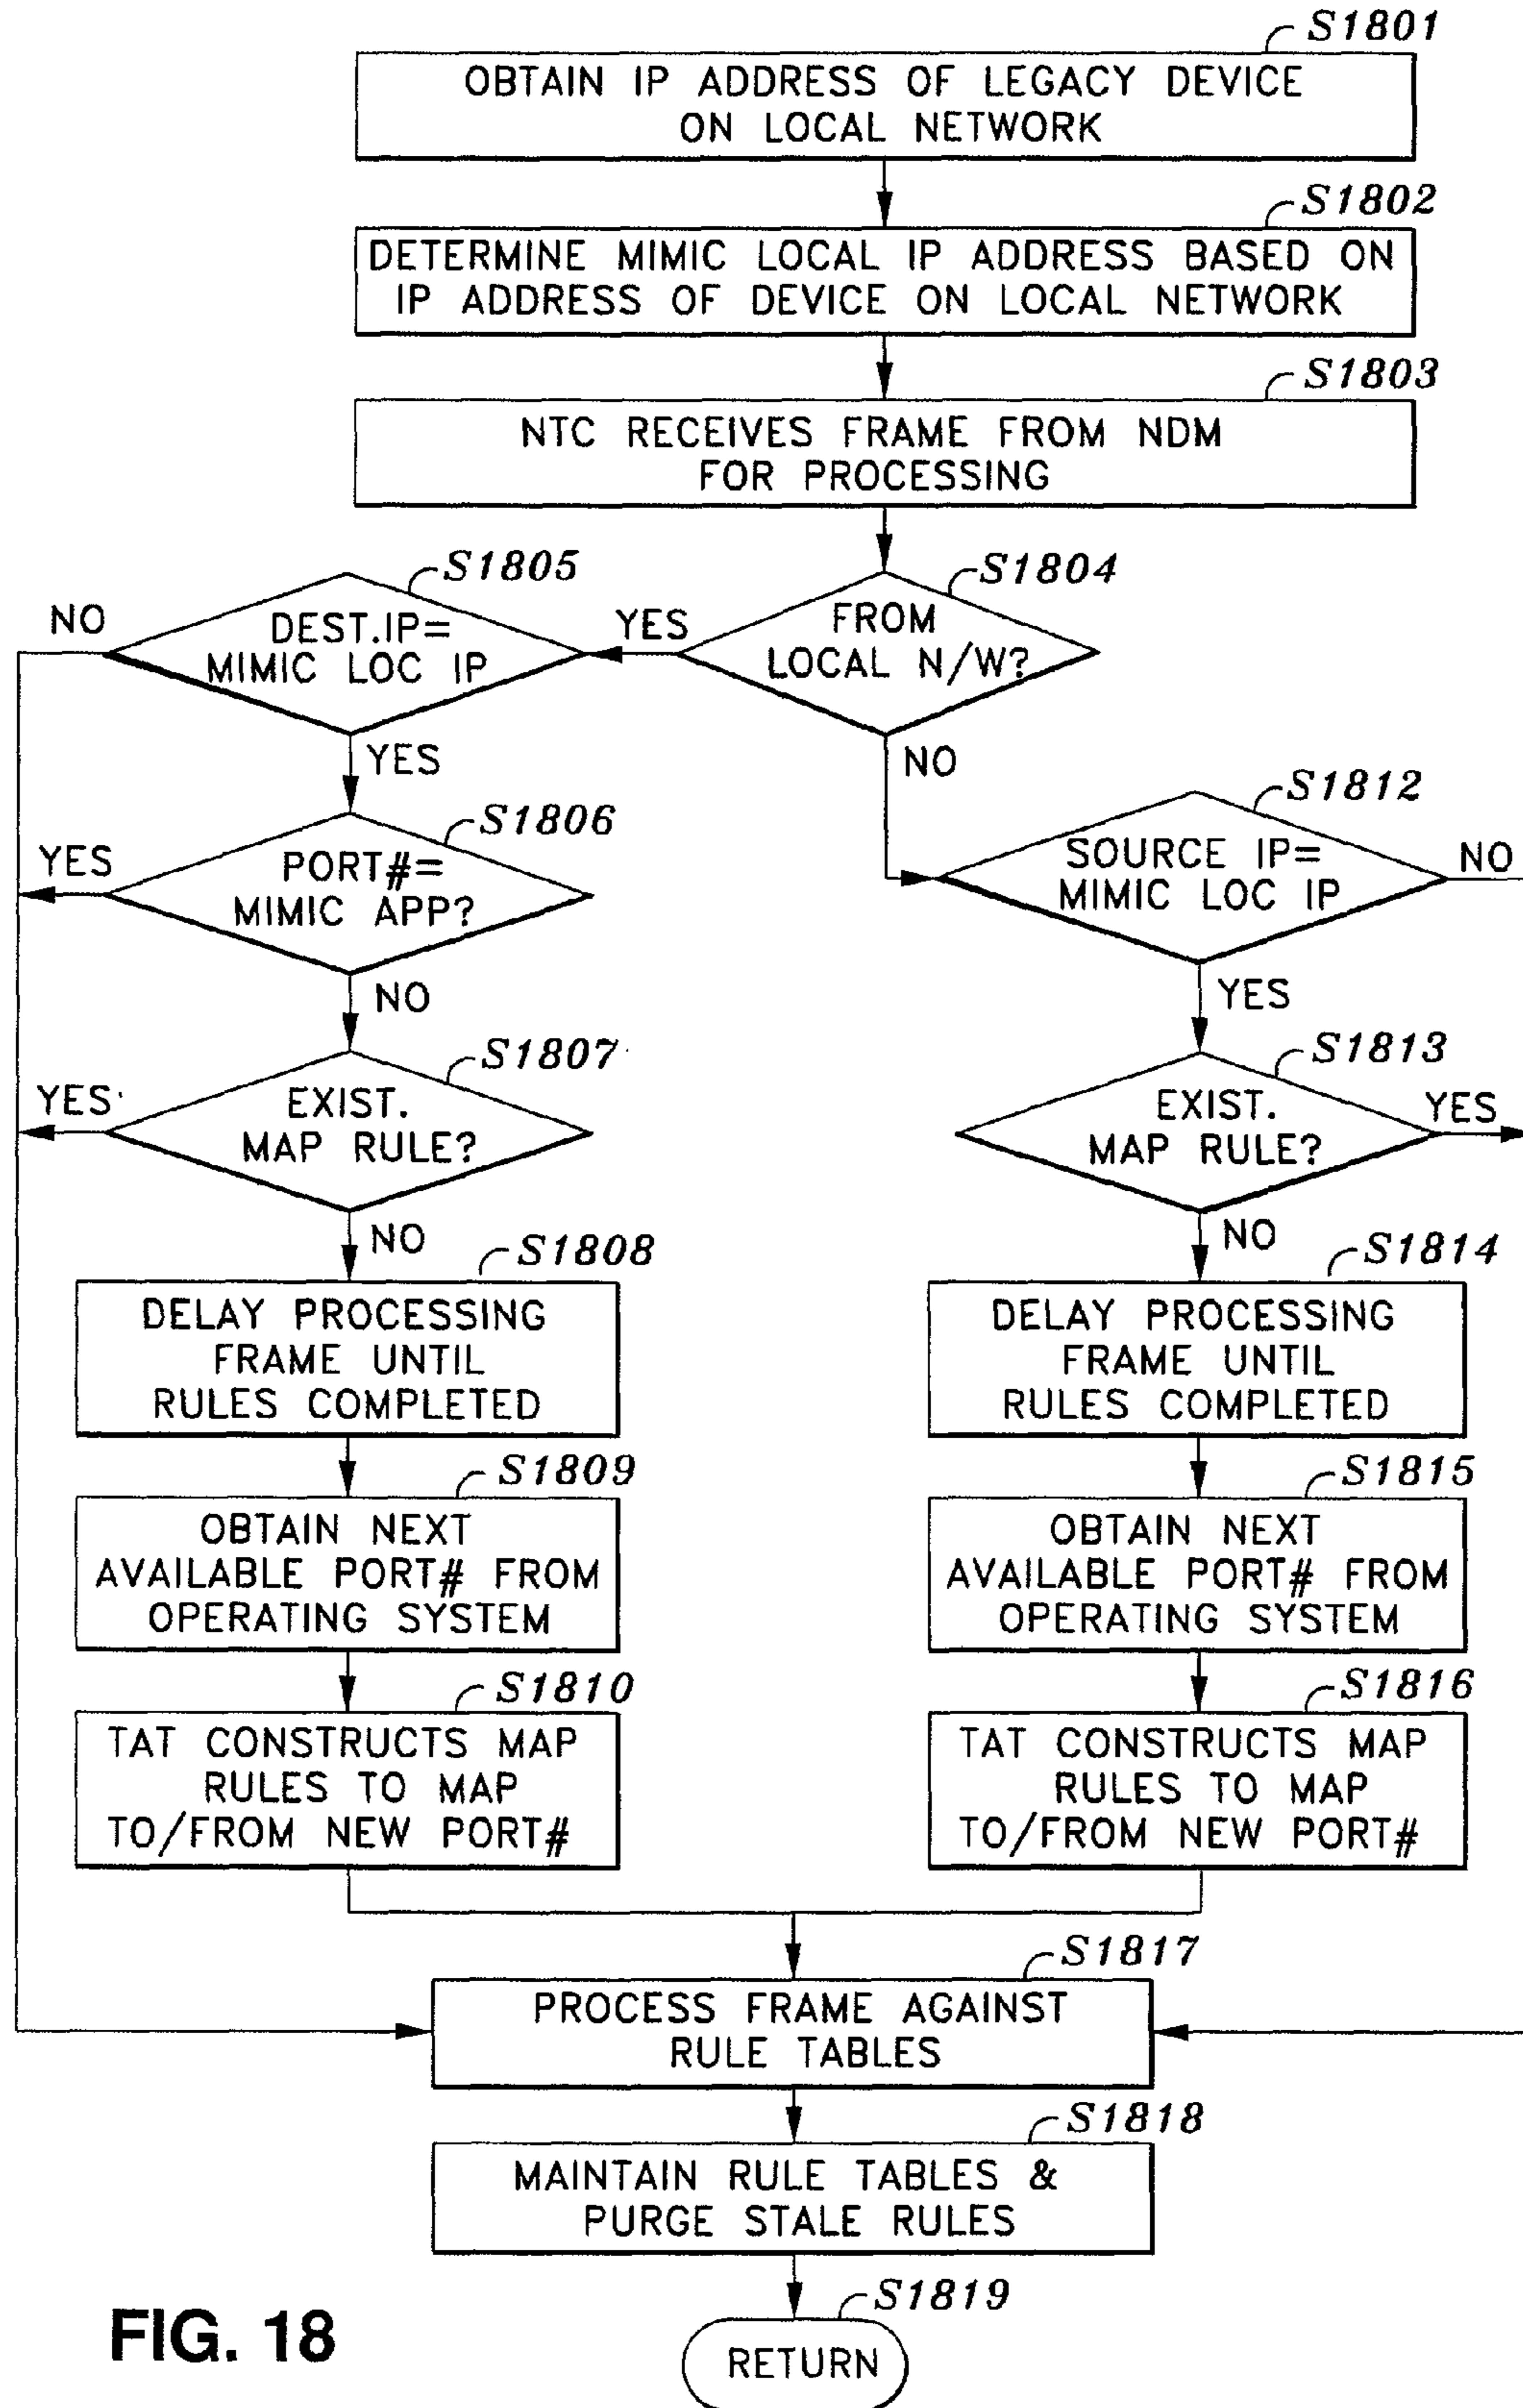 S1801
OBTAIN IP ADDRESS OF LEGACY DEVICE
ON LOCAL NETWORK
S1802
DETERMINE MIMIC LOCAL IP ADDRESS BASED ON
IP ADDRESS OF DEVICE ON LOCAL NETWORK
S1803
NTC RECEIVES FRAME FROM NDM
FOR PROCESSING
S1804
FROM
LOCAL N/W?
YES
NO
S1805
DEST.IP=
MIMIC LOC IP
NO
YES
S1806
PORT#=
MIMIC APP?
YES
NO
S1807
EXIST.
MAP RULE?
YES
NO
S1808
DELAY PROCESSING
FRAME UNTIL
RULES COMPLETED
S1809
OBTAIN NEXT
AVAILABLE PORT# FROM
OPERATING SYSTEM
S1810
TAT CONSTRUCTS MAP
RULES TO MAP
TO/FROM NEW PORT#
S1812
SOURCE IP=
MIMIC LOC IP
NO
YES
S1813
EXIST.
MAP RULE?
YES
NO
S1814
DELAY PROCESSING
FRAME UNTIL
RULES COMPLETED
S1815
OBTAIN NEXT
AVAILABLE PORT# FROM
OPERATING SYSTEM
S1816
TAT CONSTRUCTS MAP
RULES TO MAP
TO/FROM NEW PORT#
S1817
PROCESS FRAME AGAINST
RULE TABLES
S1818
MAINTAIN RULE TABLES &
PURGE STALE RULES
S1819
RETURN
FIG. 18